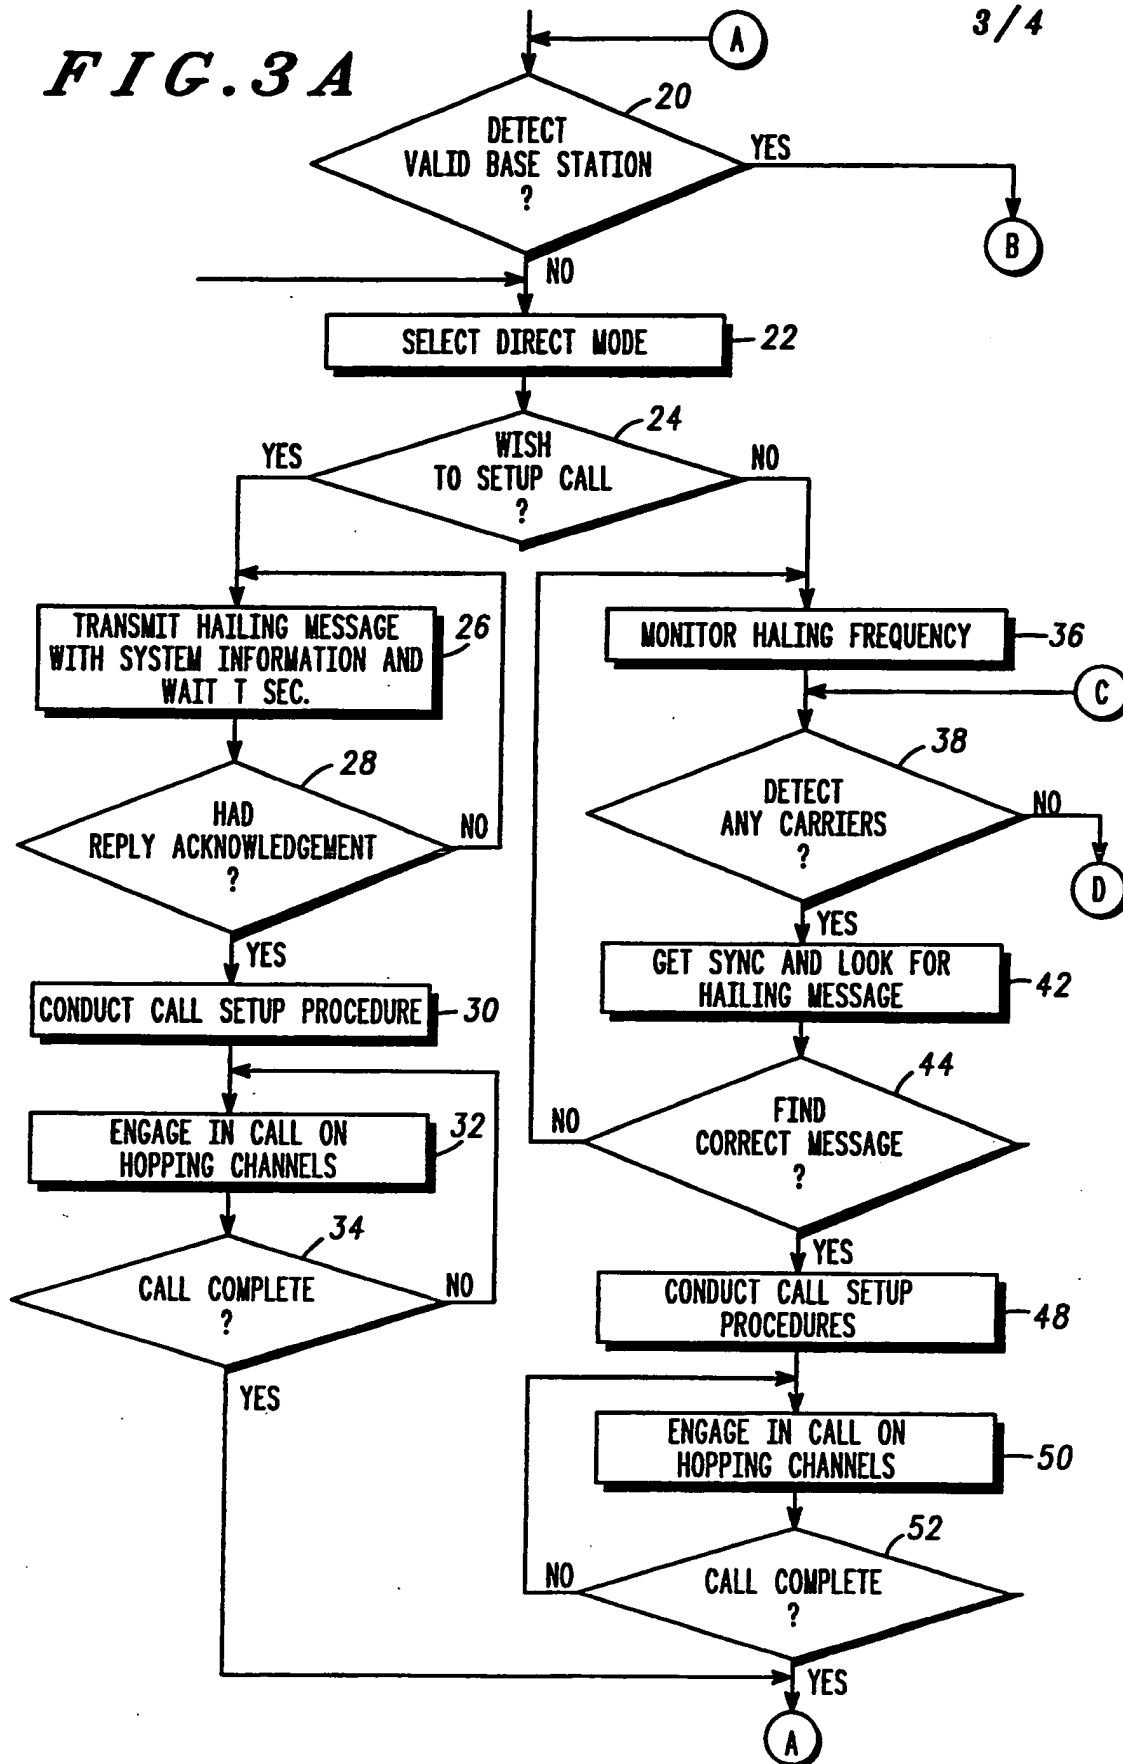 3/4
A
FIG.3A
20
DETECT
VALID BASE STATION
?
YES
B
NO
SELECT DIRECT MODE
22
24
WISH
TO SETUP CALL
?
YES
NO
TRANSMIT HAILING MESSAGE
WITH SYSTEM INFORMATION AND
WAIT T SEC.
26
MONITOR HALING FREQUENCY
36
C
28
HAD
REPLY ACKNOWLEDGEMENT
?
NO
YES
38
DETECT
ANY CARRIERS
?
NO
D
YES
CONDUCT CALL SETUP PROCEDURE
30
GET SYNC AND LOOK FOR
HAILING MESSAGE
42
ENGAGE IN CALL ON
HOPPING CHANNELS
32
44
FIND
CORRECT MESSAGE
?
NO
YES
34
CALL COMPLETE
?
NO
YES
CONDUCT CALL SETUP
PROCEDURES
48
ENGAGE IN CALL ON
HOPPING CHANNELS
50
52
CALL COMPLETE
?
NO
YES
A